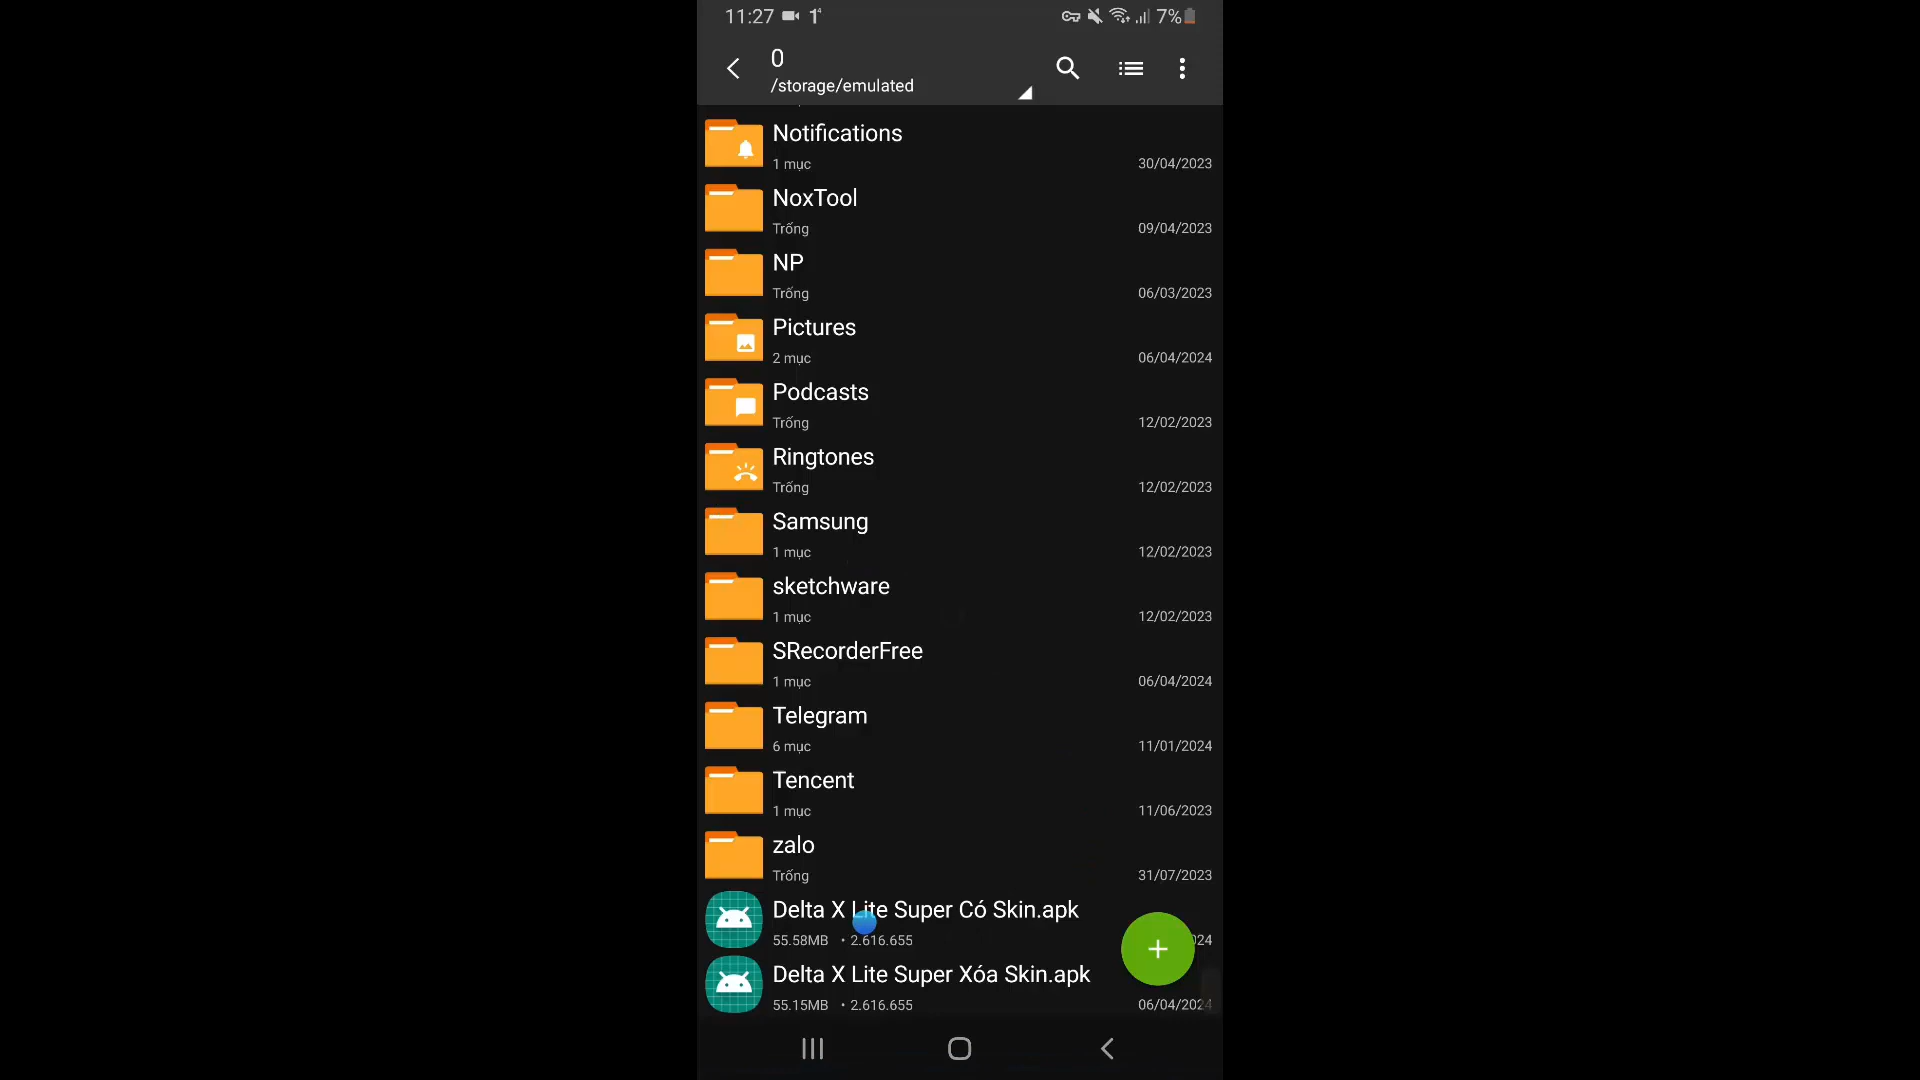 11:27
7%
0
/storage/emulated
Notifications
1 mục
30/04/2023
NoxTool
Trống
09/04/2023
NP
Trống
06/03/2023
Pictures
2 mục
06/04/2024
Podcasts
Trống
12/02/2023
Ringtones
Trống
12/02/2023
Samsung
1 mục
12/02/2023
sketchware
1 mục
12/02/2023
SRecorderFree
1 mục
06/04/2024
Telegram
6 mục
11/01/2024
Tencent
1 mục
11/06/2023
zalo
Trống
31/07/2023
Delta X Lite Super Có Skin.apk
55.58MB • 2.616.655
24
Delta X Lite Super Xóa Skin.apk
55.15MB • 2.616.655
06/04/2024